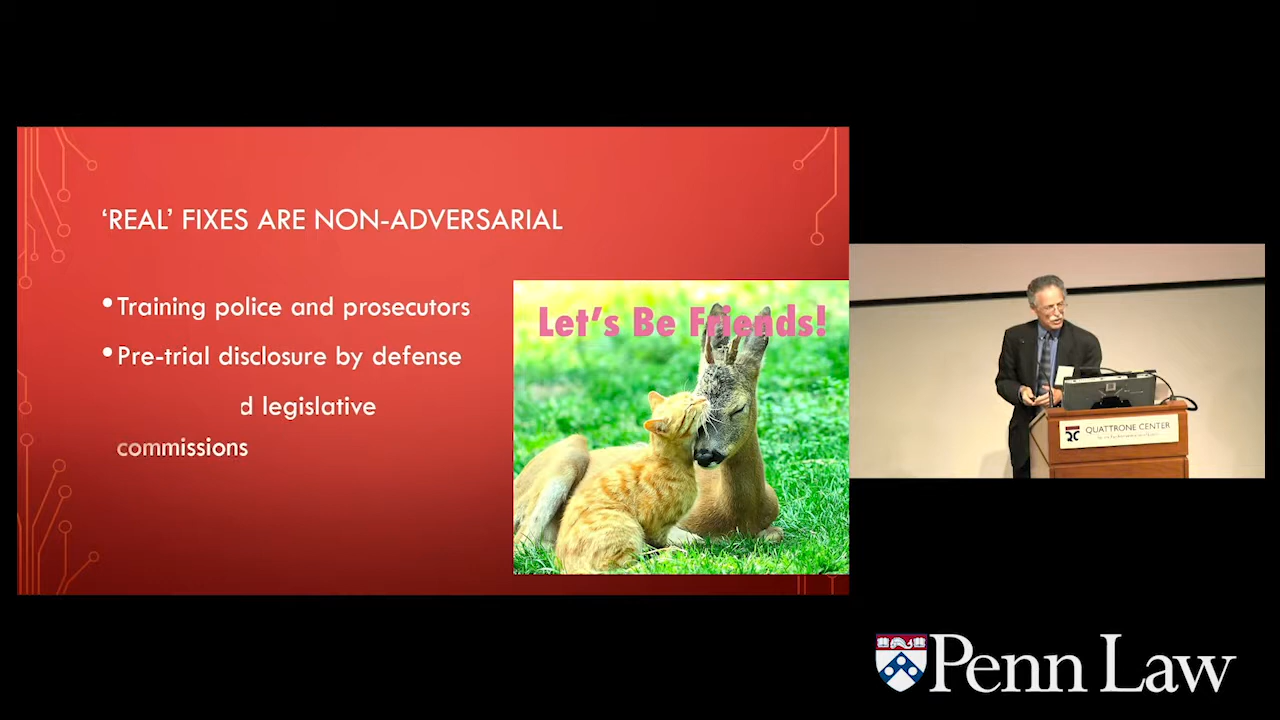 ‘REAL’ FIXES ARE NON-ADVERSARIAL
•Training police and prosecutors
•Pre-trial disclosure by defense
d legislative
commissions
Let’s Be Friends!
QUATTRONE CENTER
Penn Law